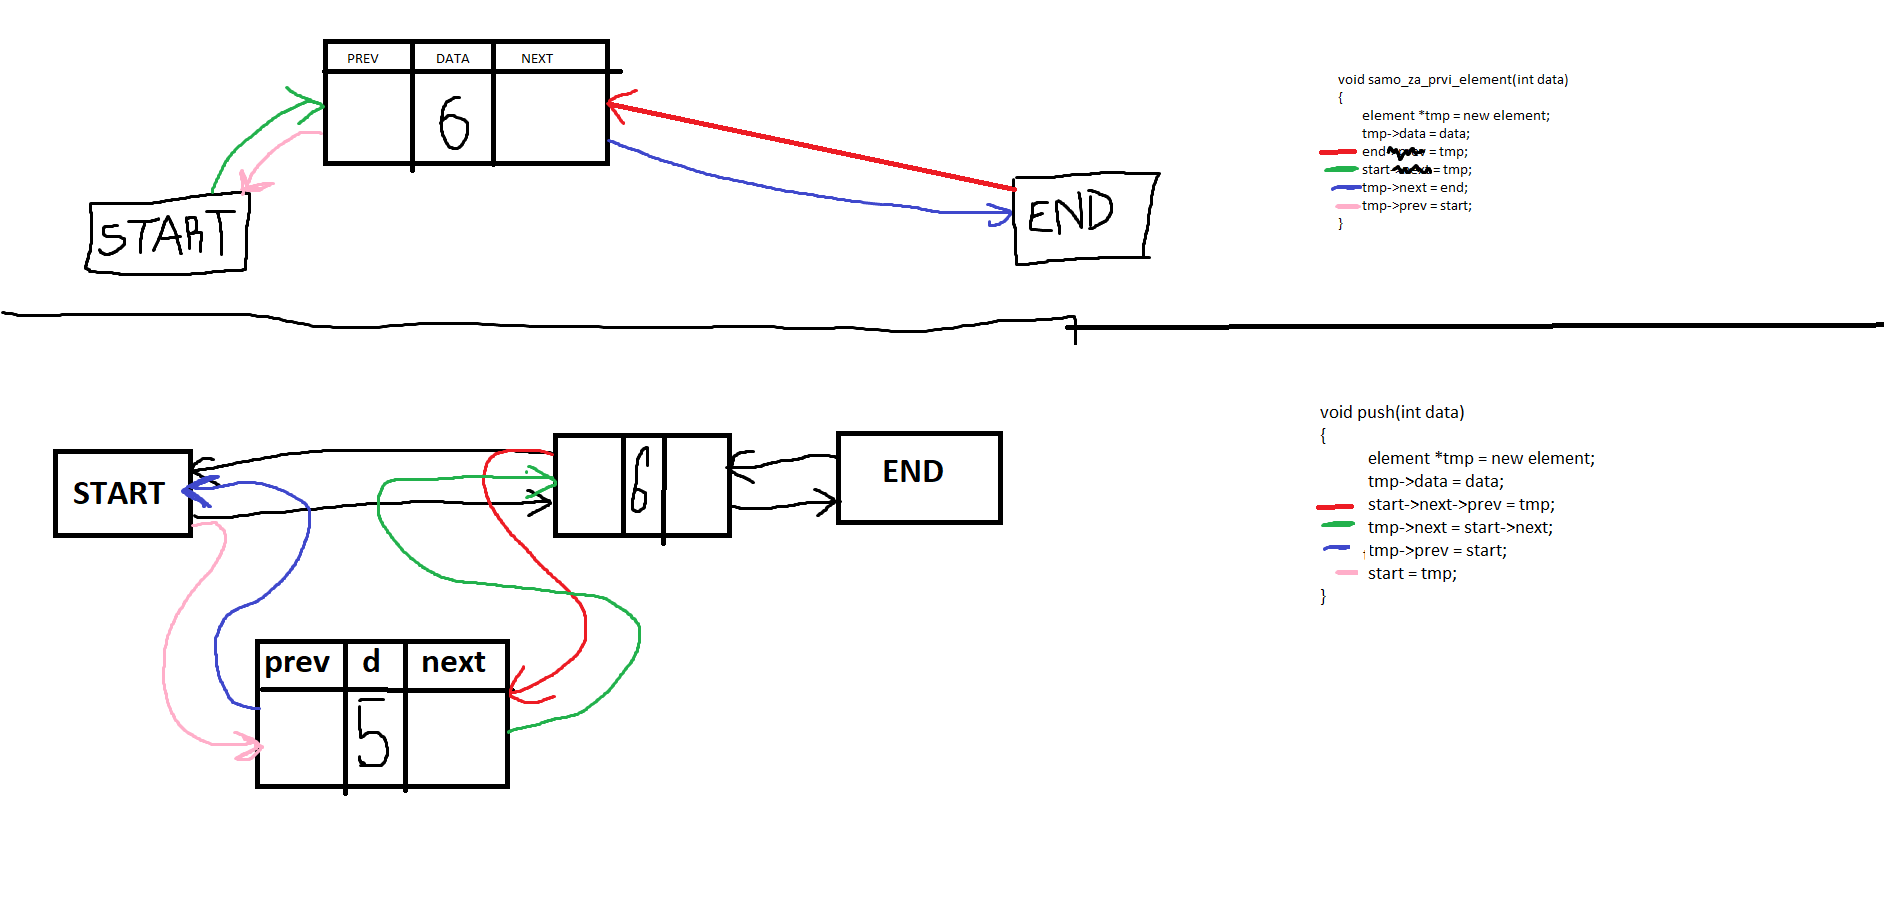 PREV DATA NEXT
6
START
END
void samo_za_prvi_element(int data)
{
element *tmp = new element;
tmp->data = data;
end = tmp;
start = tmp;
tmp->next = end;
tmp->prev = start;
}
START
6
END
prev d next
5
void push(int data)
{
element *tmp = new element;
tmp->data = data;
start->next->prev = tmp;
tmp->next = start->next;
tmp->prev = start;
start = tmp;
}